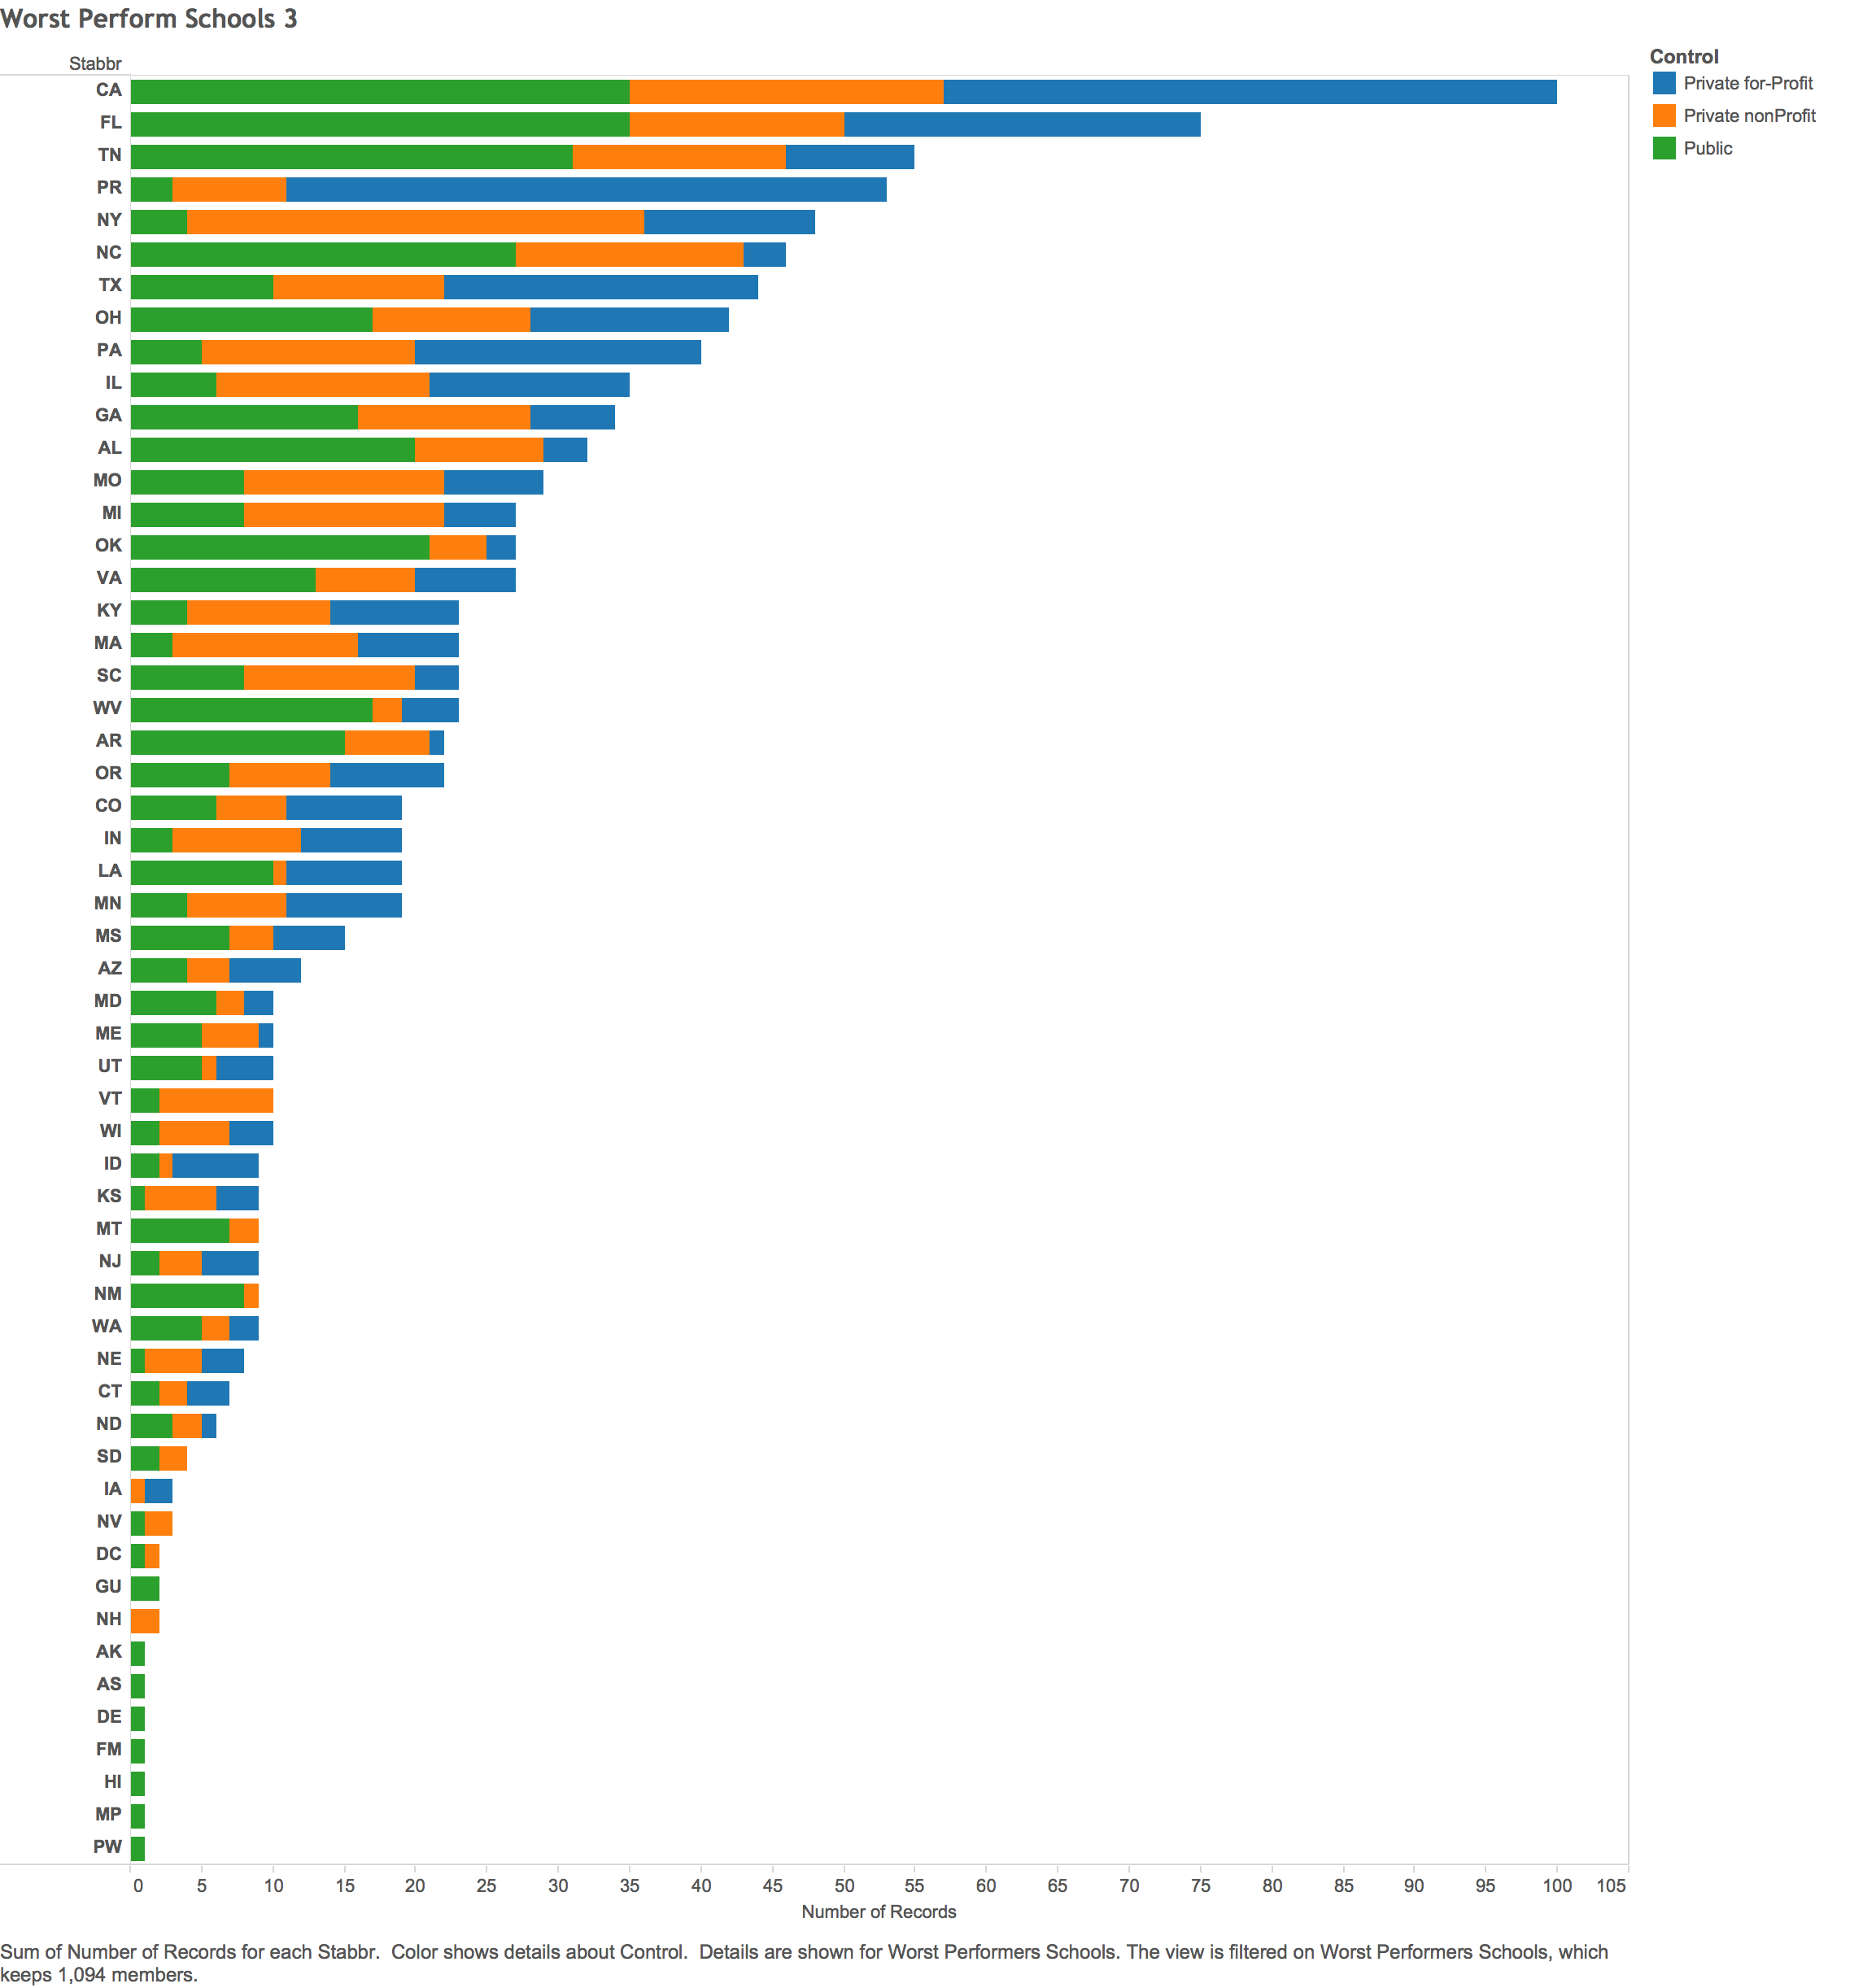 Worst Perform Schools 3
Stabbr
Control
Private for-Profit
Private nonProfit
Public
CA
FL
TN
PR
NY
NC
TX
OH
PA
IL
GA
AL
MO
MI
OK
VA
KY
MA
SC
WV
AR
OR
CO
IN
LA
MN
MS
AZ
MD
ME
UT
VT
WI
ID
KS
MT
NJ
NM
WA
NE
CT
ND
SD
IA
NV
DC
GU
NH
AK
AS
DE
FM
HI
MP
PW
0 5 10 15 20 25 30 35 40 45 50 55 60 65 70 75 80 85 90 95 100 105
Number of Records
Sum of Number of Records for each Stabbr.  Color shows details about Control.  Details are shown for Worst Performers Schools. The view is filtered on Worst Performers Schools, which
keeps 1,094 members.